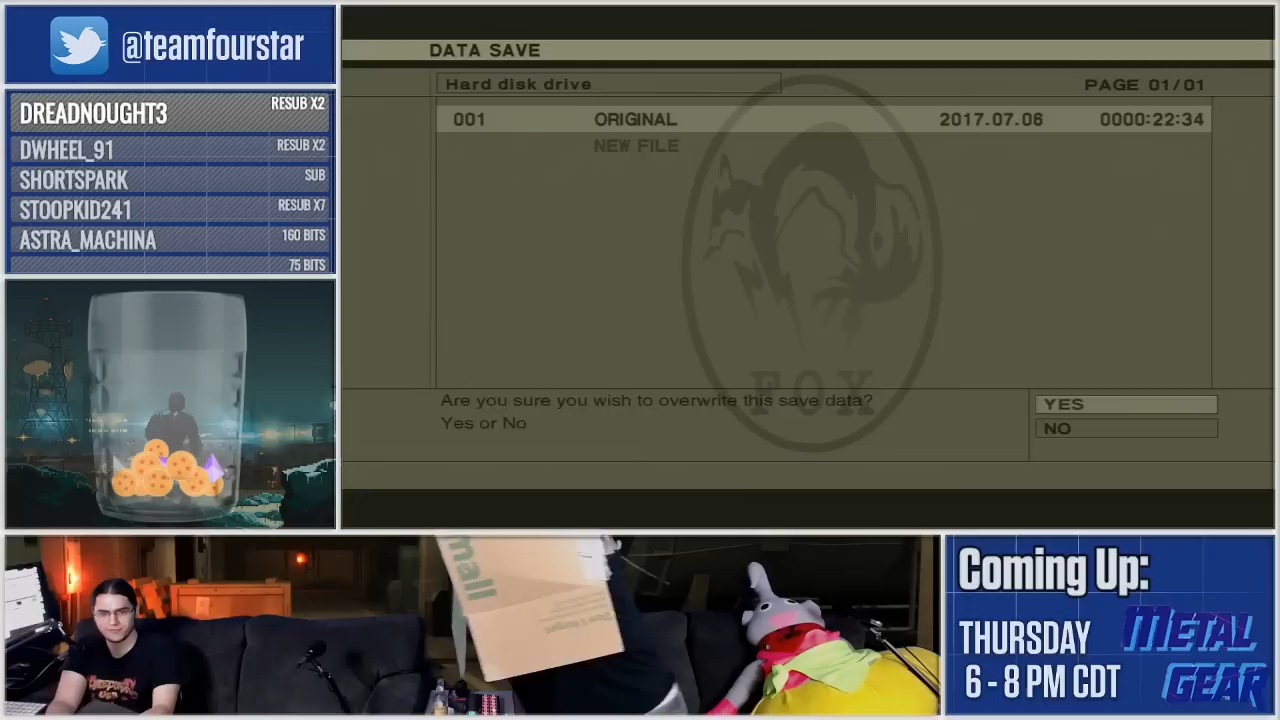 @teamfourstar
DREADNOUGHT3 RESUB X2
DWHEEL_91 RESUB X2
SHORTSPARK SUB
STOOPKID241 RESUB X7
ASTRA_MACHINA 160 BITS
75 BITS
DATA SAVE
Hard disk drive PAGE 01/01
001 ORIGINAL 2017.07.06 0000:22:34
NEW FILE
FOX
Are you sure you wish to overwrite this save data?
Yes or No
YES
NO
mall
Coming Up:
THURSDAY
6 - 8 PM CDT
METAL
GEAR